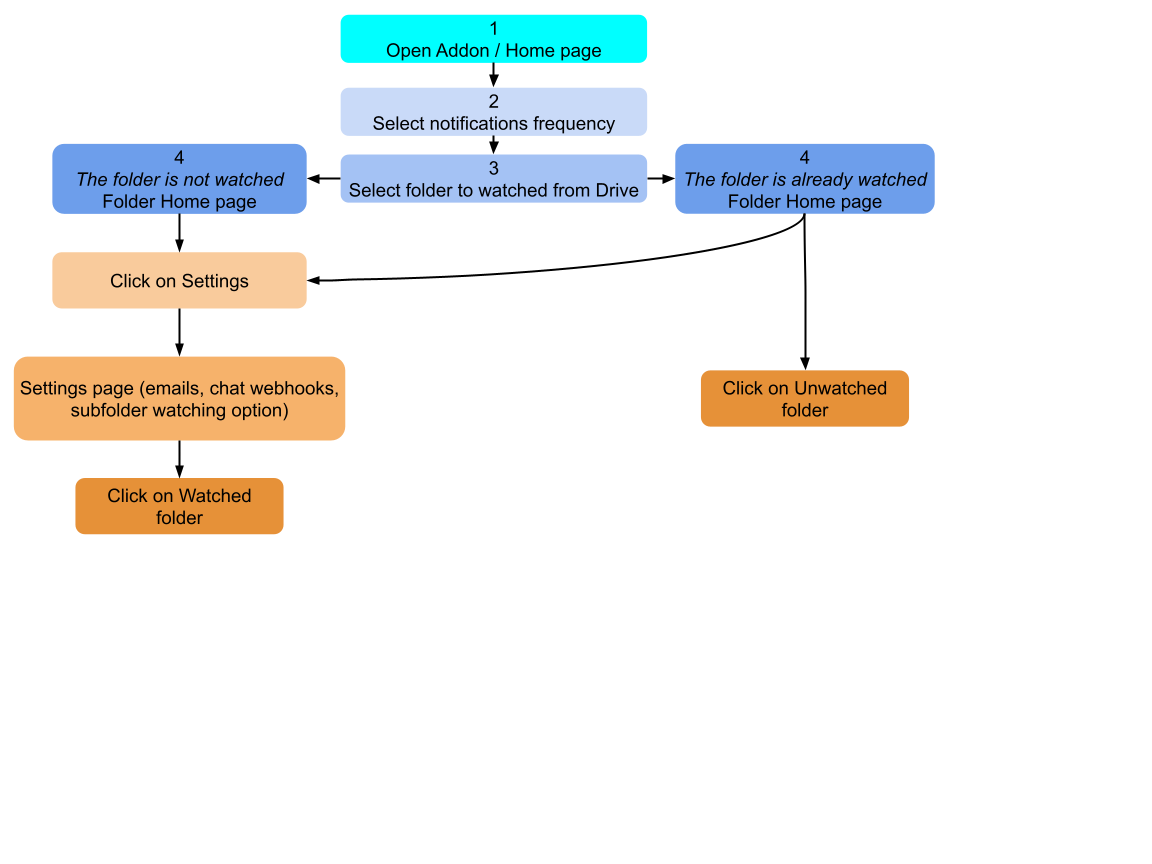 1
Open Addon / Home page
2
Select notifications frequency
3
Select folder to watched from Drive
4
The folder is not watched
Folder Home page
4
The folder is already watched
Folder Home page
Click on Settings
Settings page (emails, chat webhooks,
subfolder watching option)
Click on Unwatched
folder
Click on Watched
folder